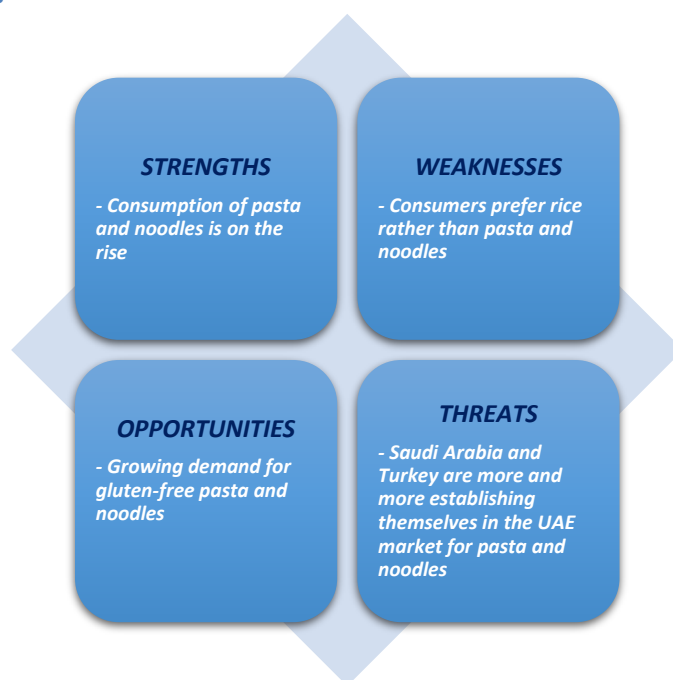 STRENGTHS
- Consumption of pasta
and noodles is on the
rise
WEAKNESSES
- Consumers prefer rice
rather than pasta and
noodles
OPPORTUNITIES
- Growing demand for
gluten-free pasta and
noodles
THREATS
- Saudi Arabia and
Turkey are more and
more establishing
themselves in the UAE
market for pasta and
noodles